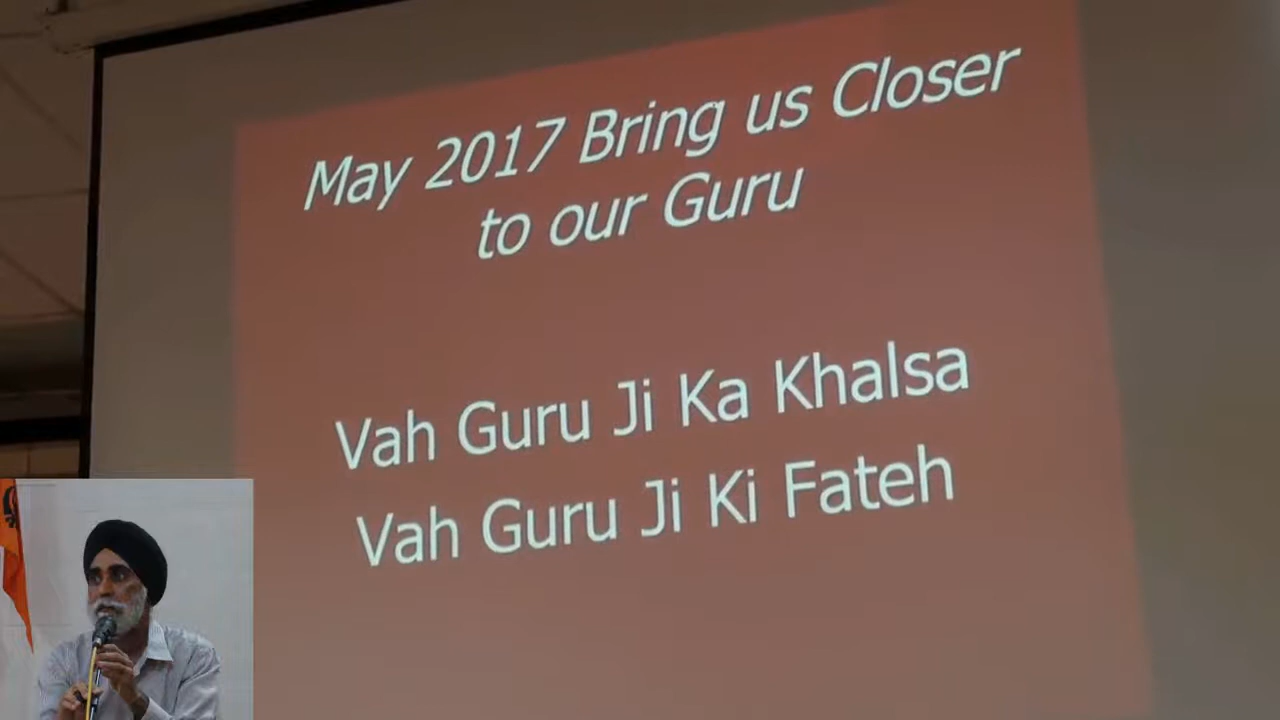 May 2017 Bring us Closer
to our Guru
Vah Guru Ji Ka Khalsa
Vah Guru Ji Ki Fateh